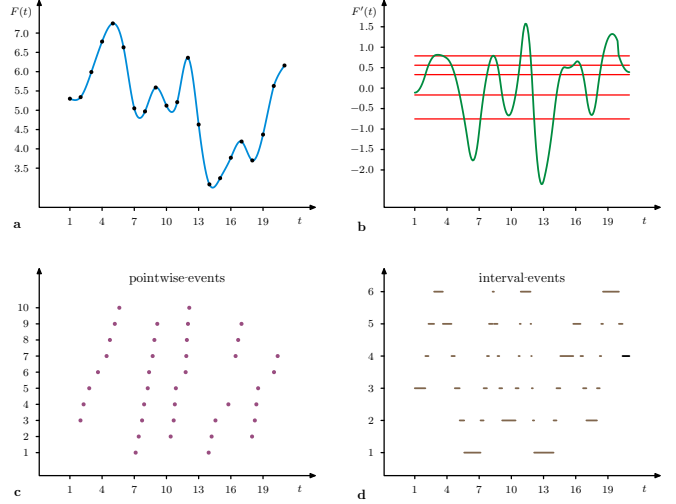 F(t)
7.0
6.5
6.0
5.5
5.0
4.5
4.0
3.5
1 4 7 10 13 16 19 t
a
F′(t)
1.5
1.0
0.5
0.0
−0.5
−1.0
−1.5
−2.0
1 4 7 10 13 16 19 t
b
pointwise-events
10
9
8
7
6
5
4
3
2
1
1 4 7 10 13 16 19 t
c
interval-events
6
5
4
3
2
1
1 4 7 10 13 16 19 t
d